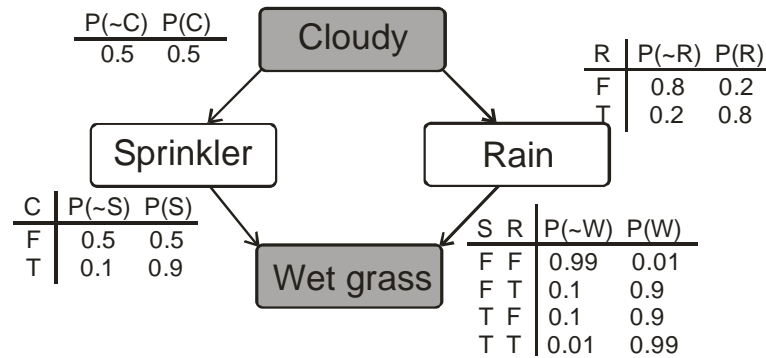 P(~C) P(C)
0.5 0.5
Cloudy
R P(~R) P(R)
F 0.8 0.2
T 0.2 0.8
Sprinkler
Rain
C P(~S) P(S)
F 0.5 0.5
T 0.1 0.9
Wet grass
S R P(~W) P(W)
F F 0.99 0.01
F T 0.1 0.9
T F 0.1 0.9
T T 0.01 0.99